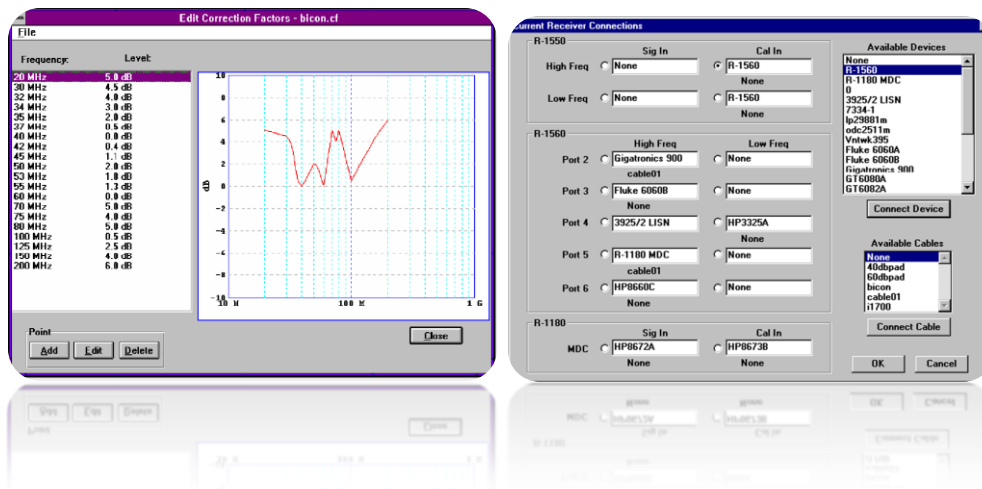 Edit Correction Factors - bicon.cf
File
Frequency: Level:
20 MHz 5.0 dB
30 MHz 4.5 dB
32 MHz 4.0 dB
34 MHz 3.0 dB
35 MHz 2.0 dB
37 MHz 0.5 dB
40 MHz 0.0 dB
42 MHz 0.4 dB
45 MHz 1.1 dB
50 MHz 2.0 dB
53 MHz 1.8 dB
55 MHz 1.3 dB
60 MHz 0.0 dB
70 MHz 5.0 dB
75 MHz 4.0 dB
80 MHz 5.0 dB
100 MHz 0.5 dB
125 MHz 2.5 dB
150 MHz 4.0 dB
200 MHz 6.0 dB
10
8
6
4
2
0
-2
-4
-6
-8
-10
dB
10 M 100 M 1 G
Point
Add Edit Delete
Close
Current Receiver Connections
R-1550
Sig In Cal In
High Freq None R-1560
None
Low Freq None R-1560
None
R-1560
High Freq Low Freq
Port 2 Gigatronics 900 None
cable01
Port 3 Fluke 6060B None
None
Port 4 3925/2 LISN HP3325A
None
Port 5 R-1180 MDC None
cable01
Port 6 HP8660C None
None
R-1180
Sig In Cal In
MDC HP8672A HP8673B
None None
Available Devices
None
R-1560
R-1180 MDC
0
3925/2 LISN
7334-1
lp29881m
odc2511m
Vntwk395
Fluke 6060A
Fluke 6060B
Gigatronics 900
GT6080A
GT6082A
Connect Device
Available Cables
None
40dbpad
60dbpad
bicon
cable01
i1700
Connect Cable
OK Cancel